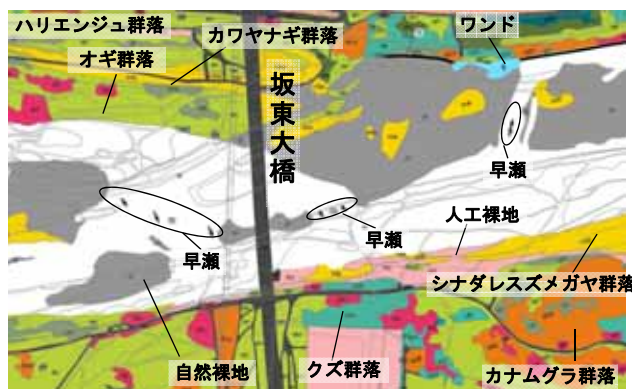 ハリエンジュ群落
カワヤナギ群落
ワンド
オギ群落
坂東大橋
早瀬
人工裸地
早瀬
早瀬
シナダレスズメガヤ群落
自然裸地
クズ群落
カナムグラ群落